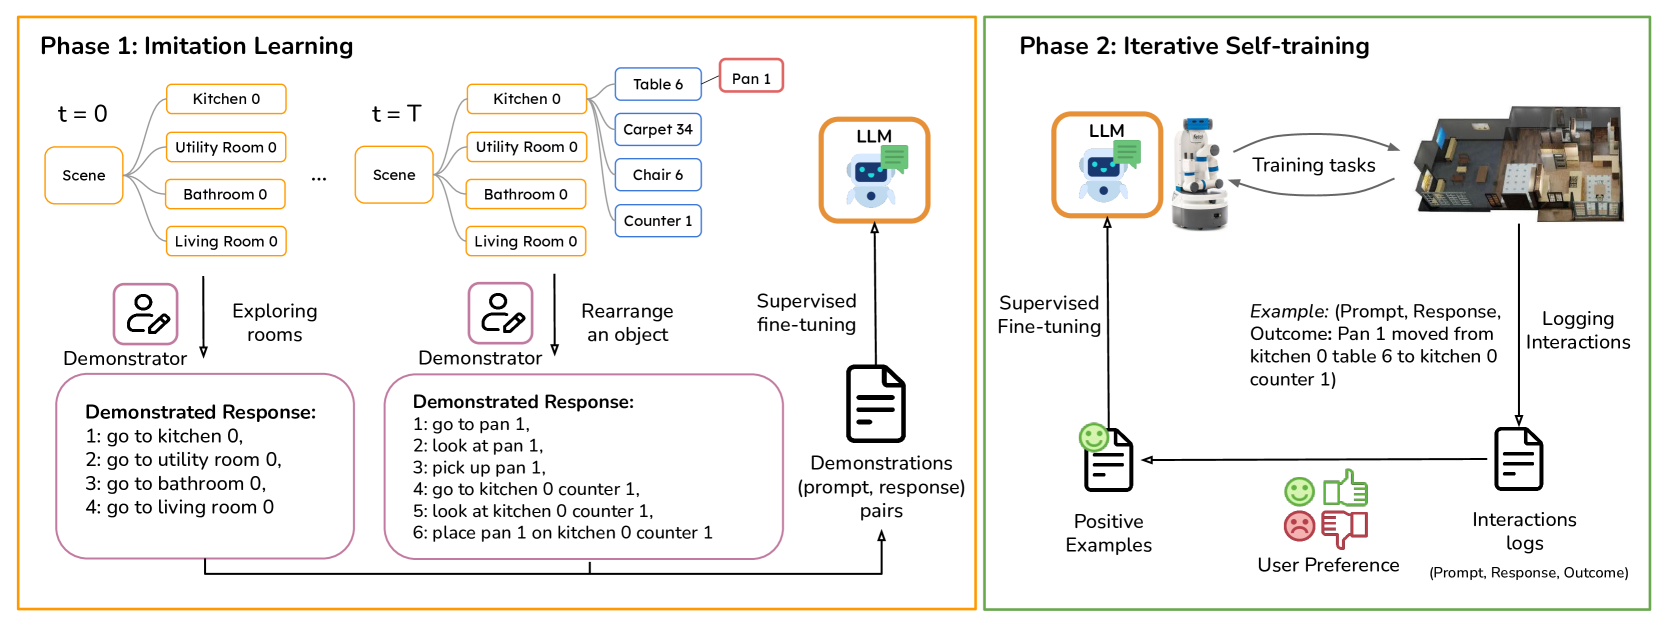 Phase 1: Imitation Learning
t = 0
Scene
Kitchen 0
Utility Room 0
Bathroom 0
Living Room 0
...
t = T
Scene
Kitchen 0
Utility Room 0
Bathroom 0
Living Room 0
Table 6
Carpet 34
Chair 6
Counter 1
Pan 1
Demonstrator
Exploring
rooms
Demonstrated Response:
1: go to kitchen 0,
2: go to utility room 0,
3: go to bathroom 0,
4: go to living room 0
Demonstrator
Rearrange
an object
Demonstrated Response:
1: go to pan 1,
2: look at pan 1,
3: pick up pan 1,
4: go to kitchen 0 counter 1,
5: look at kitchen 0 counter 1,
6: place pan 1 on kitchen 0 counter 1
LLM
Supervised
fine-tuning
Demonstrations
(prompt, response)
pairs
Phase 2: Iterative Self-training
LLM
Training tasks
Supervised
Fine-tuning
Example: (Prompt, Response,
Outcome: Pan 1 moved from
kitchen 0 table 6 to kitchen 0
counter 1)
Logging
Interactions
Positive
Examples
User Preference
Interactions
logs
(Prompt, Response, Outcome)